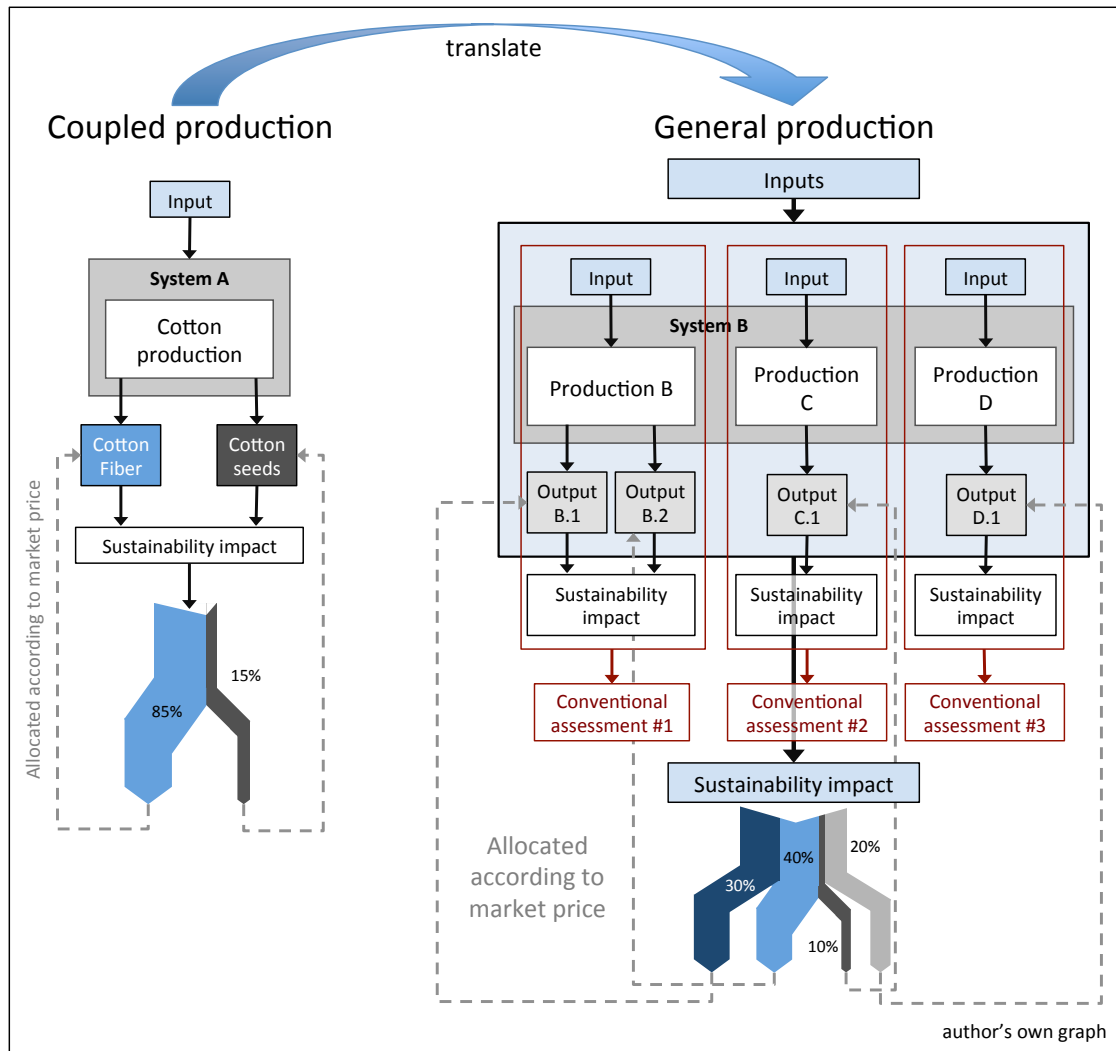 translate
Coupled production
General production
Input
System A
Cotton
production
Cotton
Fiber
Cotton
seeds
Sustainability impact
85%
15%
Allocated according to market price
Inputs
Input
Input
Input
System B
Production B
Production
C
Production
D
Output
B.1
Output
B.2
Output
C.1
Output
D.1
Sustainability
impact
Sustainability
impact
Sustainability
impact
Conventional
assessment #1
Conventional
assessment #2
Conventional
assessment #3
Sustainability impact
30%
40%
10%
20%
Allocated
according to
market price
author's own graph